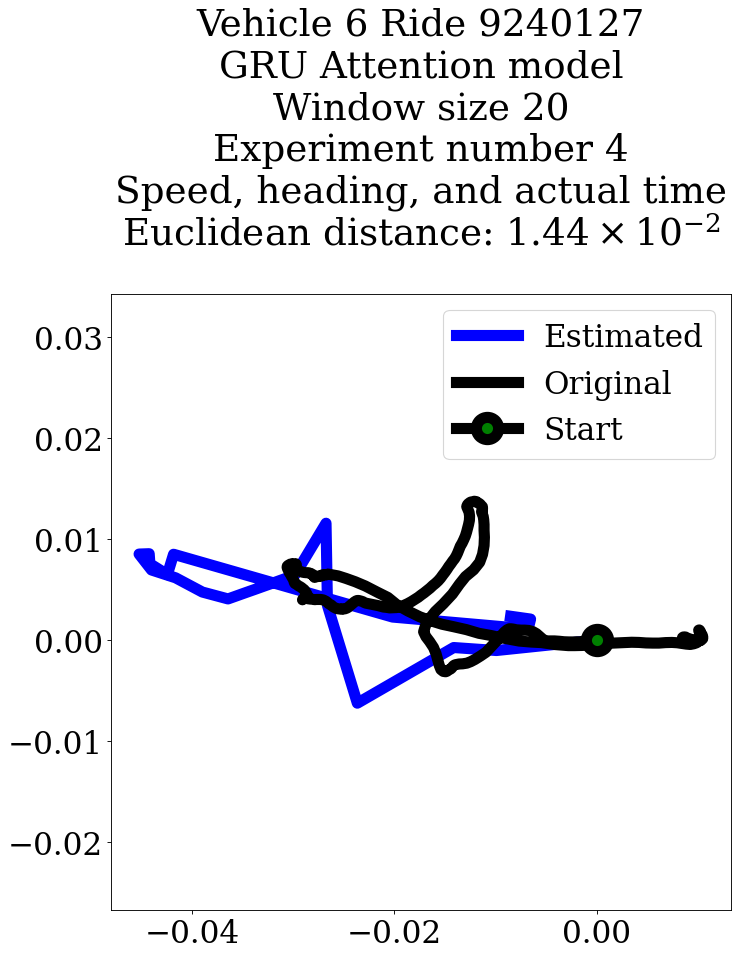 Vehicle 6 Ride 9240127
GRU Attention model
Window size 20
Experiment number 4
Speed, heading, and actual time
Euclidean distance: 1.44 × 10⁻²
Estimated
Original
Start
0.03
0.02
0.01
0.00
−0.01
−0.02
−0.04 −0.02 0.00